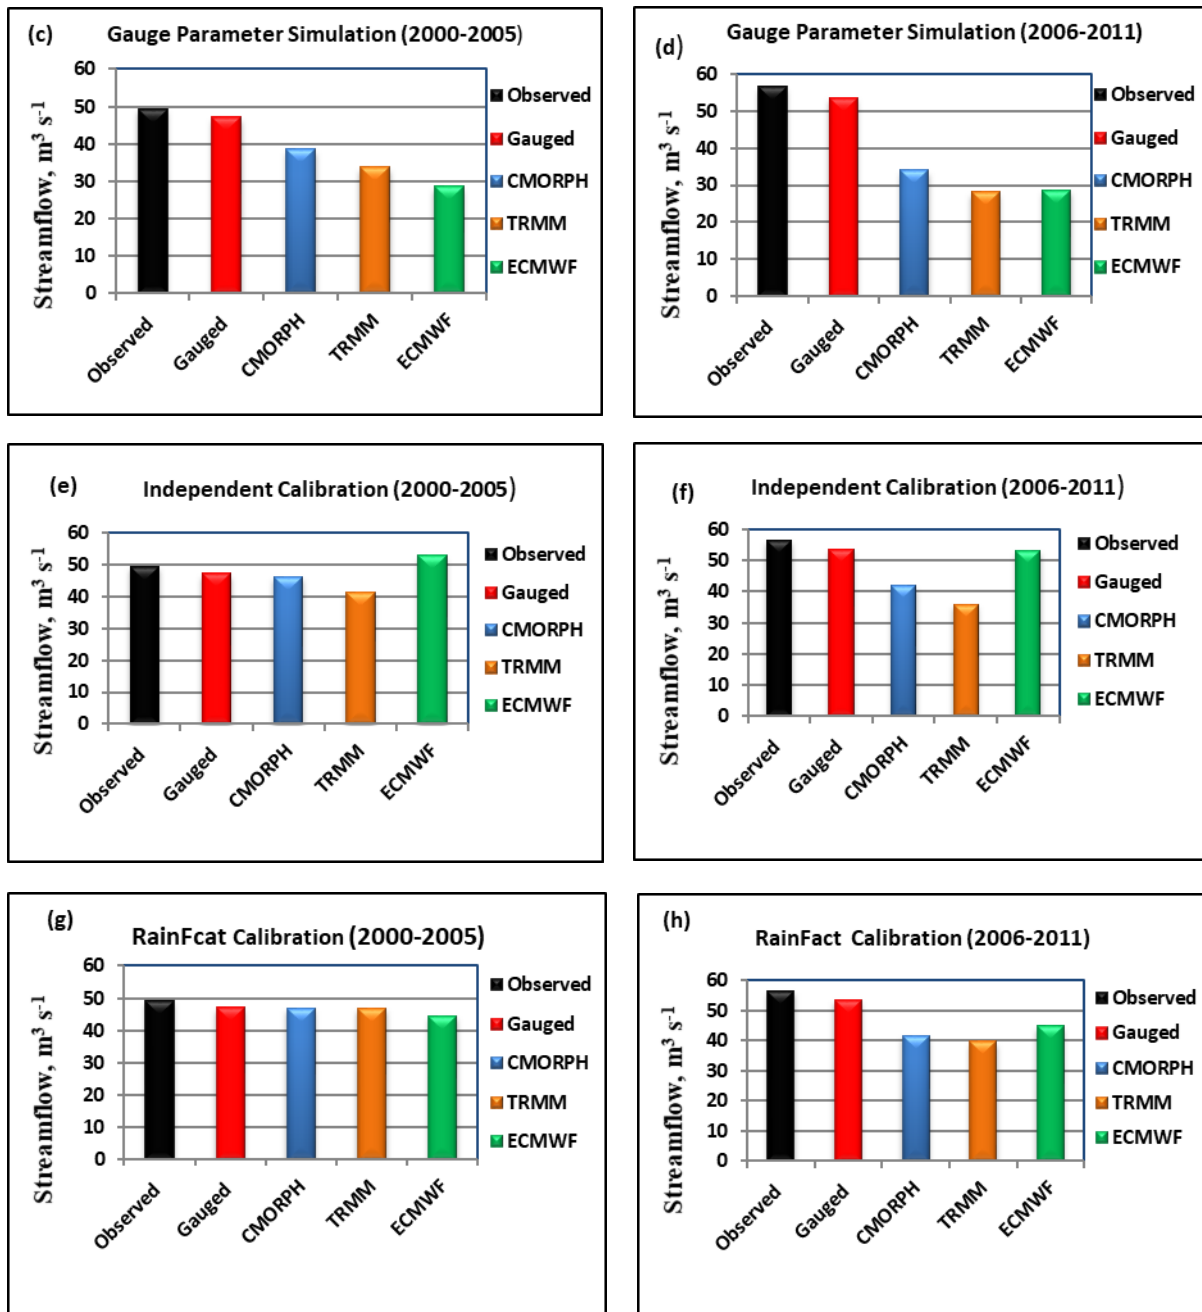 (c) Gauge Parameter Simulation (2000-2005)
Streamflow, m³ s⁻¹
60
50
40
30
20
10
0
Observed
Gauged
CMORPH
TRMM
ECMWF
Observed
Gauged
CMORPH
TRMM
ECMWF
(d) Gauge Parameter Simulation (2006-2011)
Streamflow, m³ s⁻¹
60
50
40
30
20
10
0
Observed
Gauged
CMORPH
TRMM
ECMWF
Observed
Gauged
CMORPH
TRMM
ECMWF
(e) Independent Calibration (2000-2005)
Streamflow, m³ s⁻¹
60
50
40
30
20
10
0
Observed
Gauged
CMORPH
TRMM
ECMWF
Observed
Gauged
CMORPH
TRMM
ECMWF
(f) Independent Calibration (2006-2011)
Streamflow, m³ s⁻¹
60
50
40
30
20
10
0
Observed
Gauged
CMORPH
TRMM
ECMWF
Observed
Gauged
CMORPH
TRMM
ECMWF
(g)
RainFcat Calibration (2000-2005)
Streamflow, m³ s⁻¹
60
50
40
30
20
10
0
Observed
Gauged
CMORPH
TRMM
ECMWF
Observed
Gauged
CMORPH
TRMM
ECMWF
(h)
RainFact Calibration (2006-2011)
Streamflow, m³ s⁻¹
60
50
40
30
20
10
0
Observed
Gauged
CMORPH
TRMM
ECMWF
Observed
Gauged
CMORPH
TRMM
ECMWF